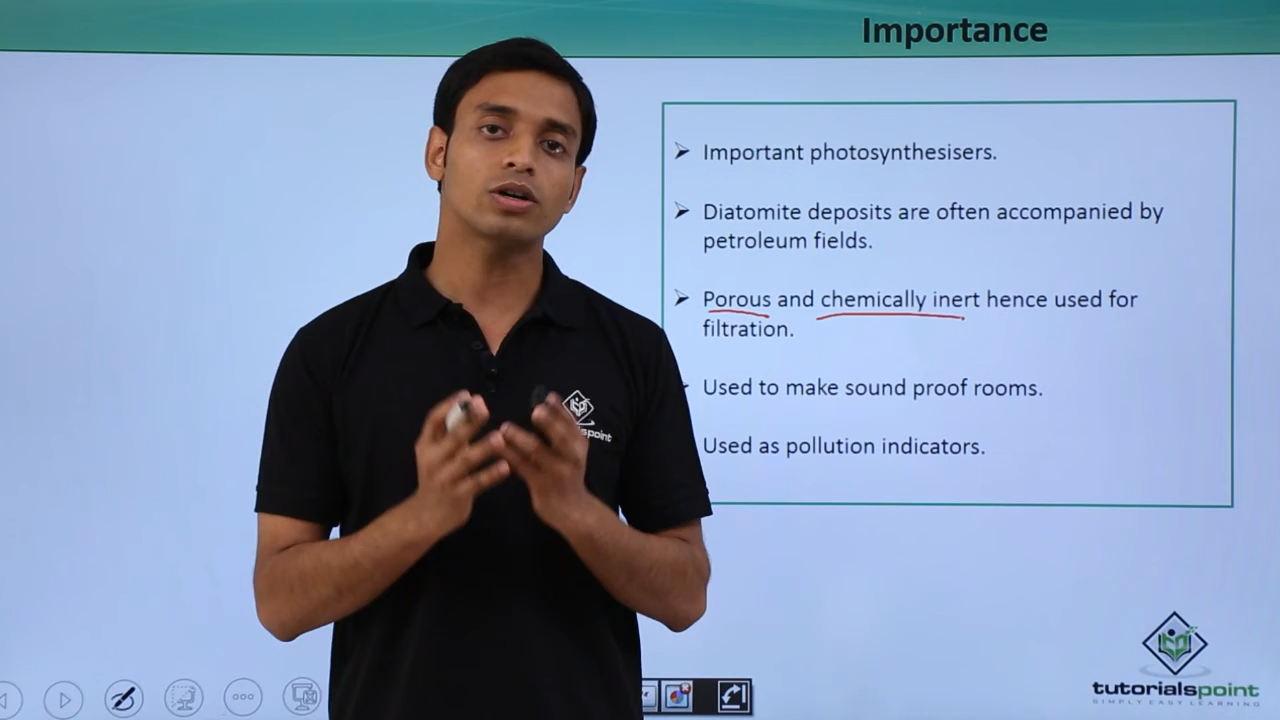 Importance
Important photosynthesisers.
Diatomite deposits are often accompanied by
petroleum fields.
Porous and chemically inert hence used for
filtration.
Used to make sound proof rooms.
Used as pollution indicators.
point
tutorialspoint
SIMPLY EASY LEARNING